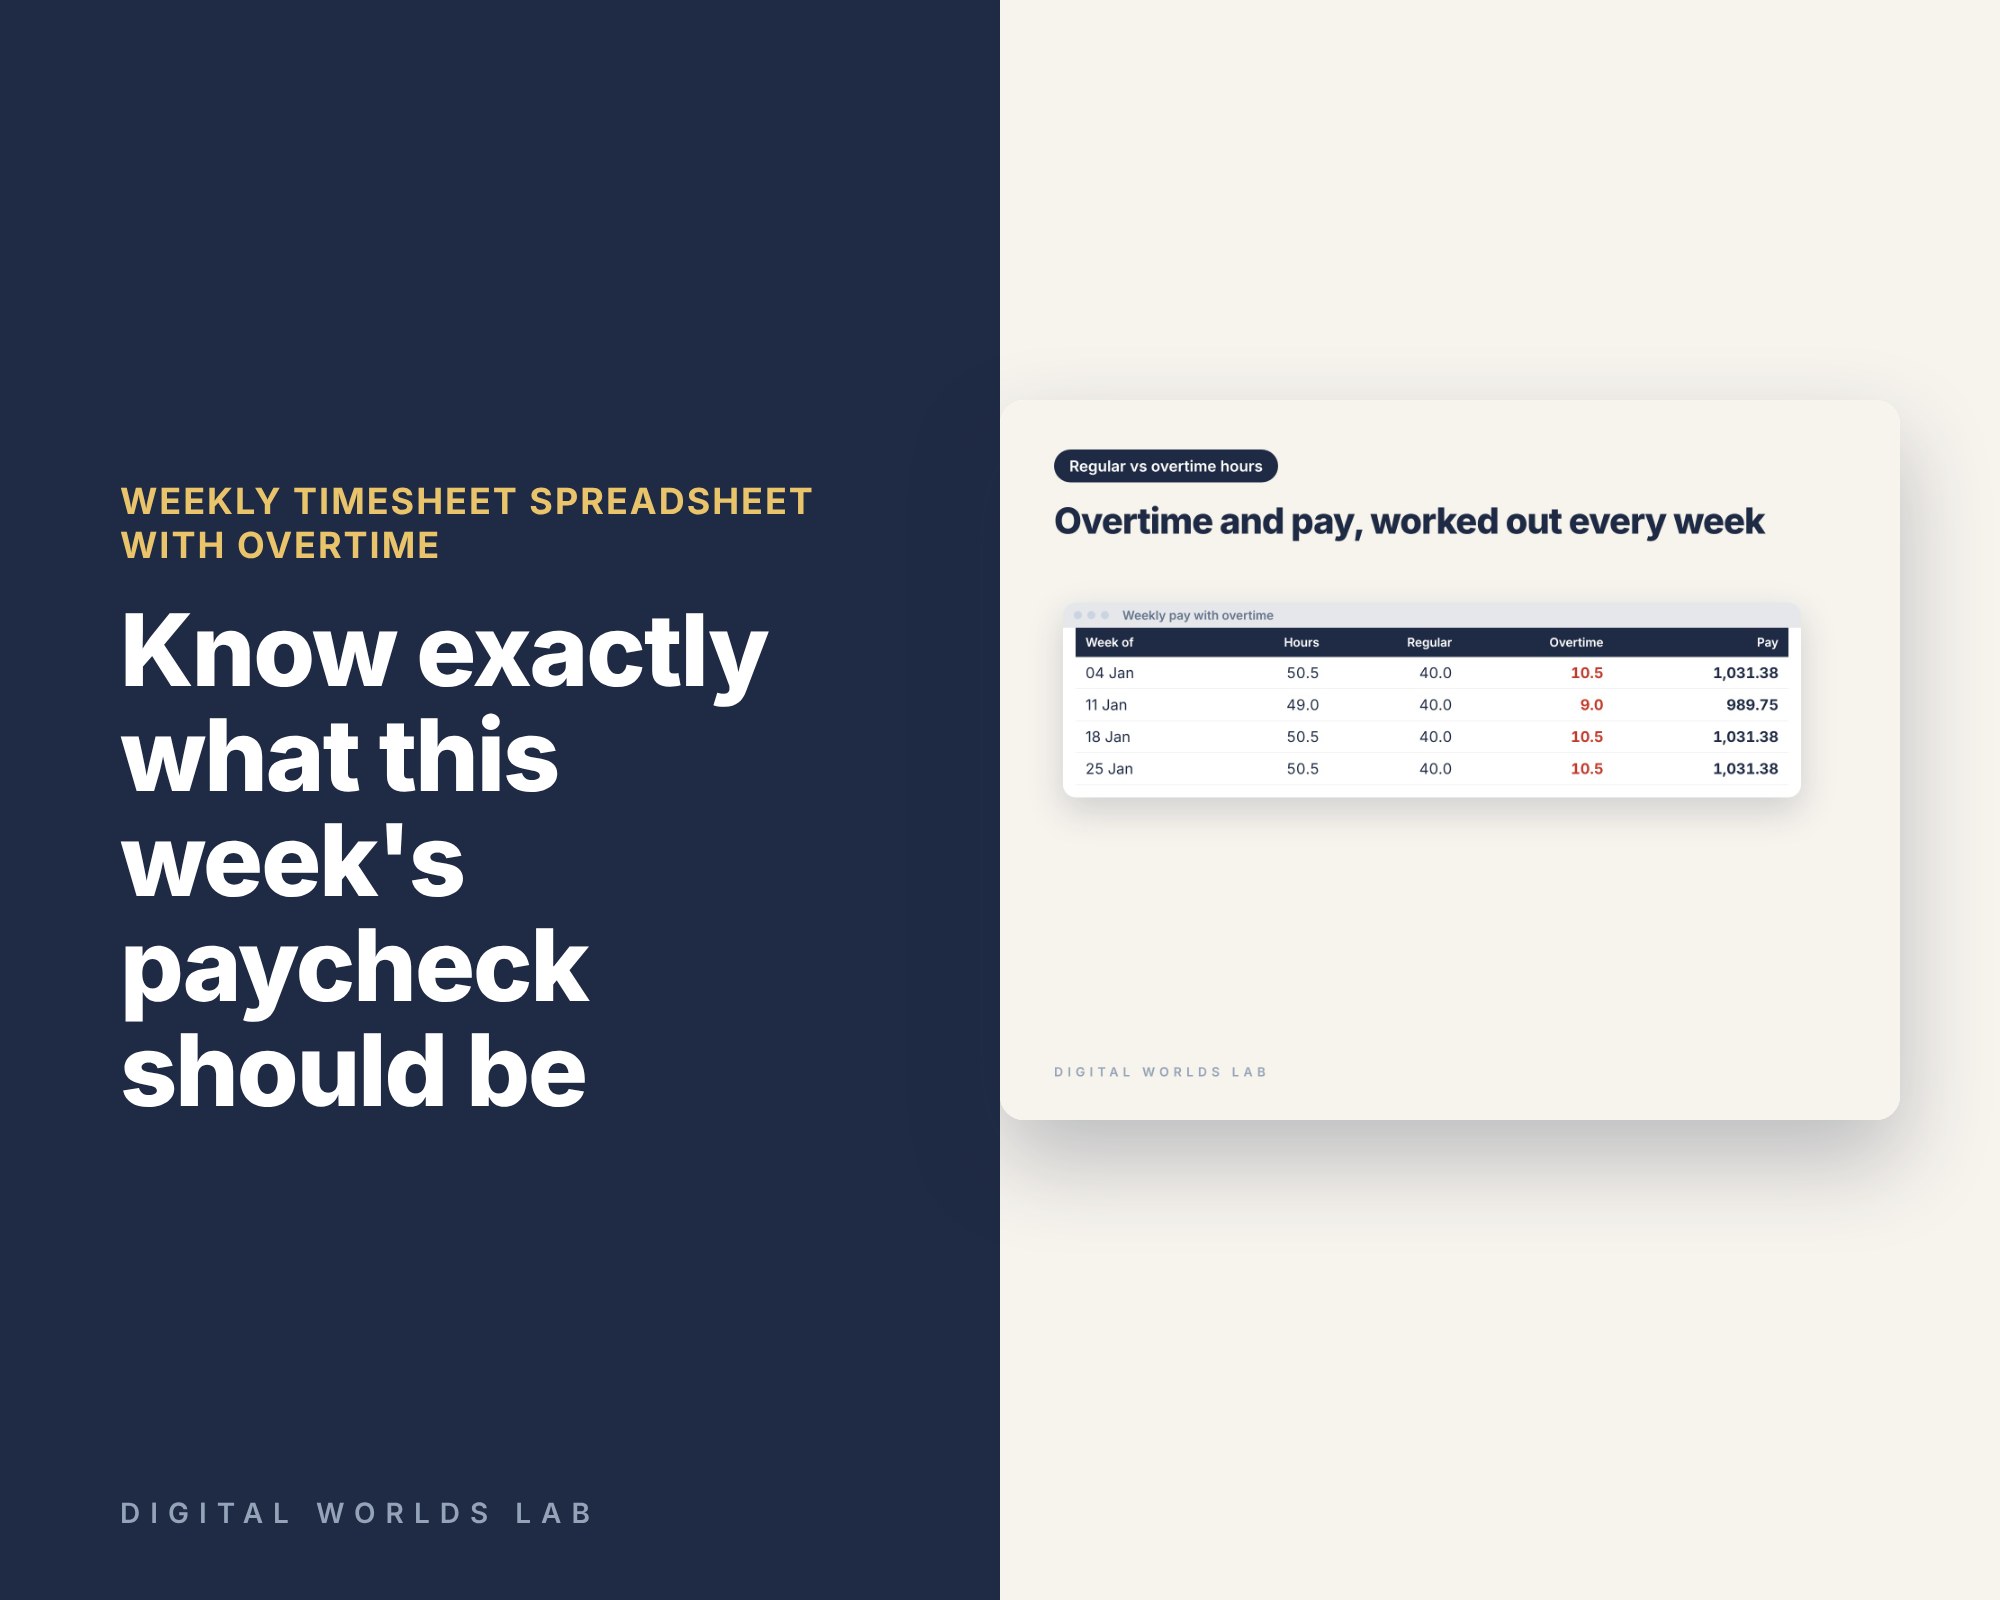 WEEKLY TIMESHEET SPREADSHEET
WITH OVERTIME
Know exactly
what this
week's
paycheck
should be
DIGITAL WORLDS LAB
Regular vs overtime hours
Overtime and pay, worked out every week
Weekly pay with overtime
Week of Hours Regular Overtime Pay
04 Jan 50.5 40.0 10.5 1,031.38
11 Jan 49.0 40.0 9.0 989.75
18 Jan 50.5 40.0 10.5 1,031.38
25 Jan 50.5 40.0 10.5 1,031.38
DIGITAL WORLDS LAB